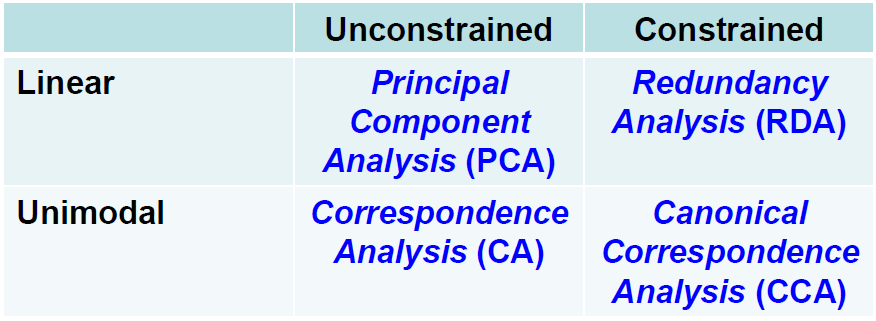 Unconstrained Constrained
Linear Principal Component Analysis (PCA) Redundancy Analysis (RDA)
Unimodal Correspondence Analysis (CA) Canonical Correspondence Analysis (CCA)